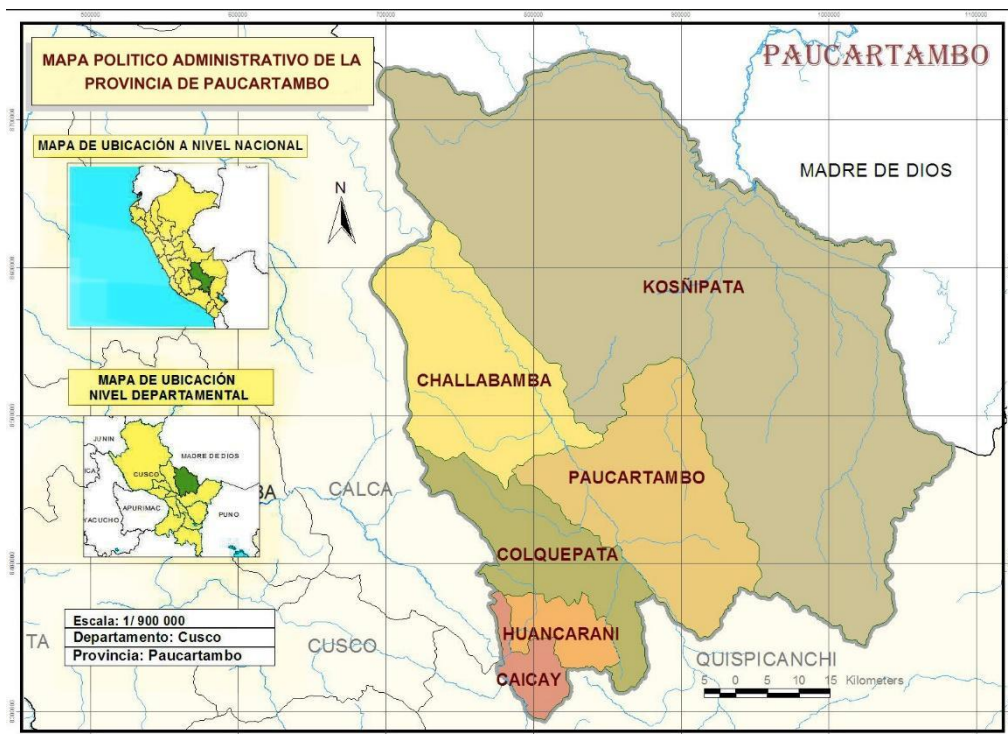 MAPA POLITICO ADMINISTRATIVO DE LA
PROVINCIA DE PAUCARTAMBO
PAUCARTAMBO
MAPA DE UBICACIÓN A NIVEL NACIONAL
N
MADRE DE DIOS
KOSÑIPATA
CHALLABAMBA
MAPA DE UBICACIÓN
NIVEL DEPARTAMENTAL
JUNIN
MADRE DE DIOS
CUSCO
ICA
APURIMAC
PUNO
YACUCHO
BA
CALCA
PAUCARTAMBO
COLQUEPATA
Escala: 1/ 900 000
Departamento: Cusco
Provincia: Paucartambo
TA
CUSCO
HUANCARANI
CAICAY
QUISPICANCHI
5 0 5 10 15 Kilometers